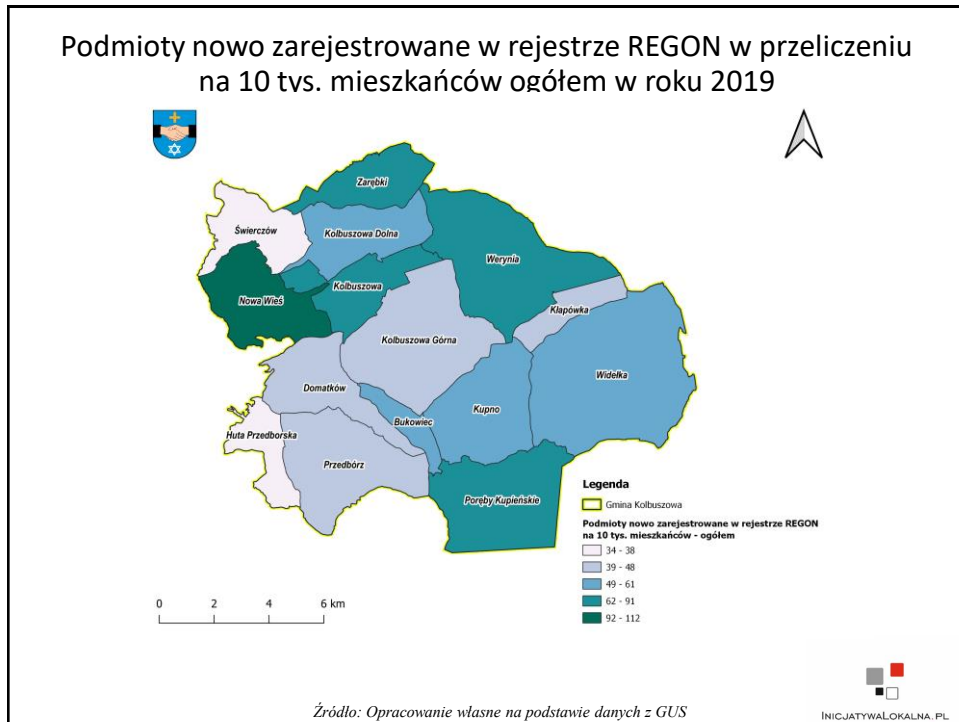 Podmioty nowo zarejestrowane w rejestrze REGON w przeliczeniu
na 10 tys. mieszkańców ogółem w roku 2019
Zarębki
Świerczów
Kolbuszowa Dolna
Werynia
Kolbuszowa
Nowa Wieś
Kłapówka
Kolbuszowa Górna
Widełka
Domatków
Bukowiec
Kupno
Huta Przedborska
Przedbórz
Poręby Kupieńskie
Legenda
Gmina Kolbuszowa
Podmioty nowo zarejestrowane w rejestrze REGON
na 10 tys. mieszkańców - ogółem
34 - 38
39 - 48
49 - 61
62 - 91
92 - 112
0 2 4 6 km
Źródło: Opracowanie własne na podstawie danych z GUS
INICJATYWALOKALNA.PL